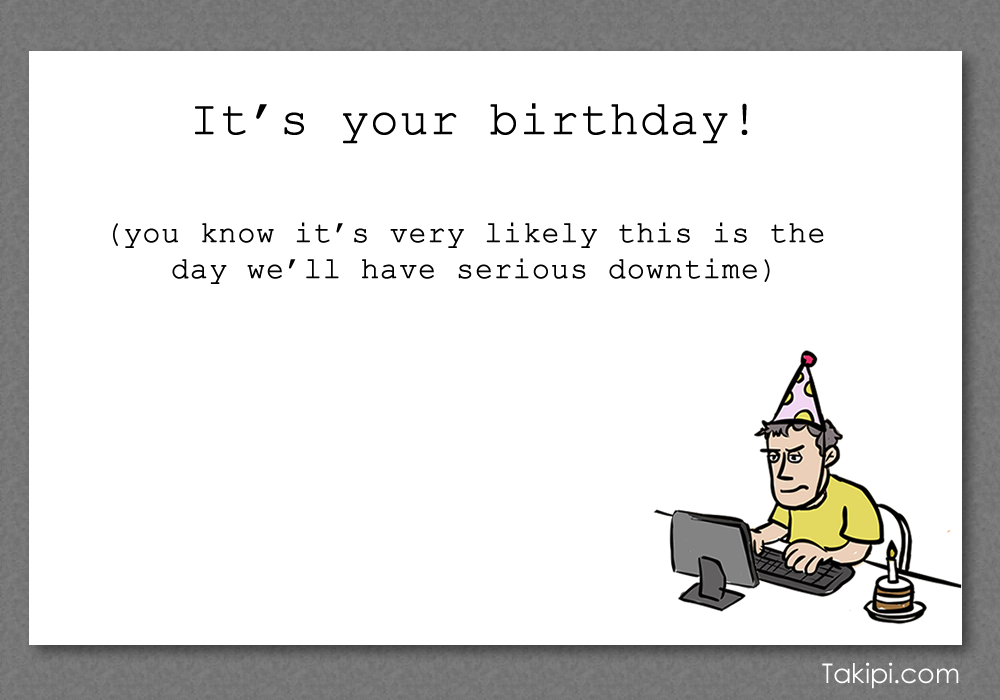 It’s your birthday!
(you know it’s very likely this is the
day we’ll have serious downtime)
Takipi.com